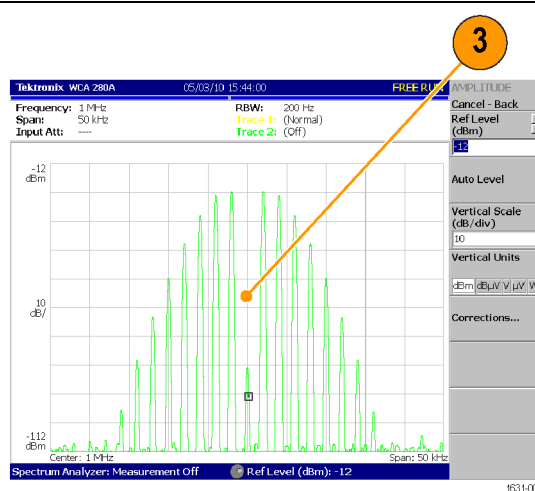 3
Tektronix WCA 280A 05/03/10 15:44:00 FREE RUN
Frequency: 1 MHz RBW: 200 Hz
Span: 50 kHz Trace 1: (Normal)
Input Att: ---- Trace 2: (Off)
-12
dBm
10
dB/
-112
dBm
Center: 1 MHz Span: 50 kHz
Spectrum Analyzer: Measurement Off Ref Level (dBm): -12
AMPLITUDE
Cancel - Back
Ref Level
(dBm)
-12
Auto Level
Vertical Scale
(dB/div)
10
Vertical Units
dBm dBµV V µV W
Corrections...